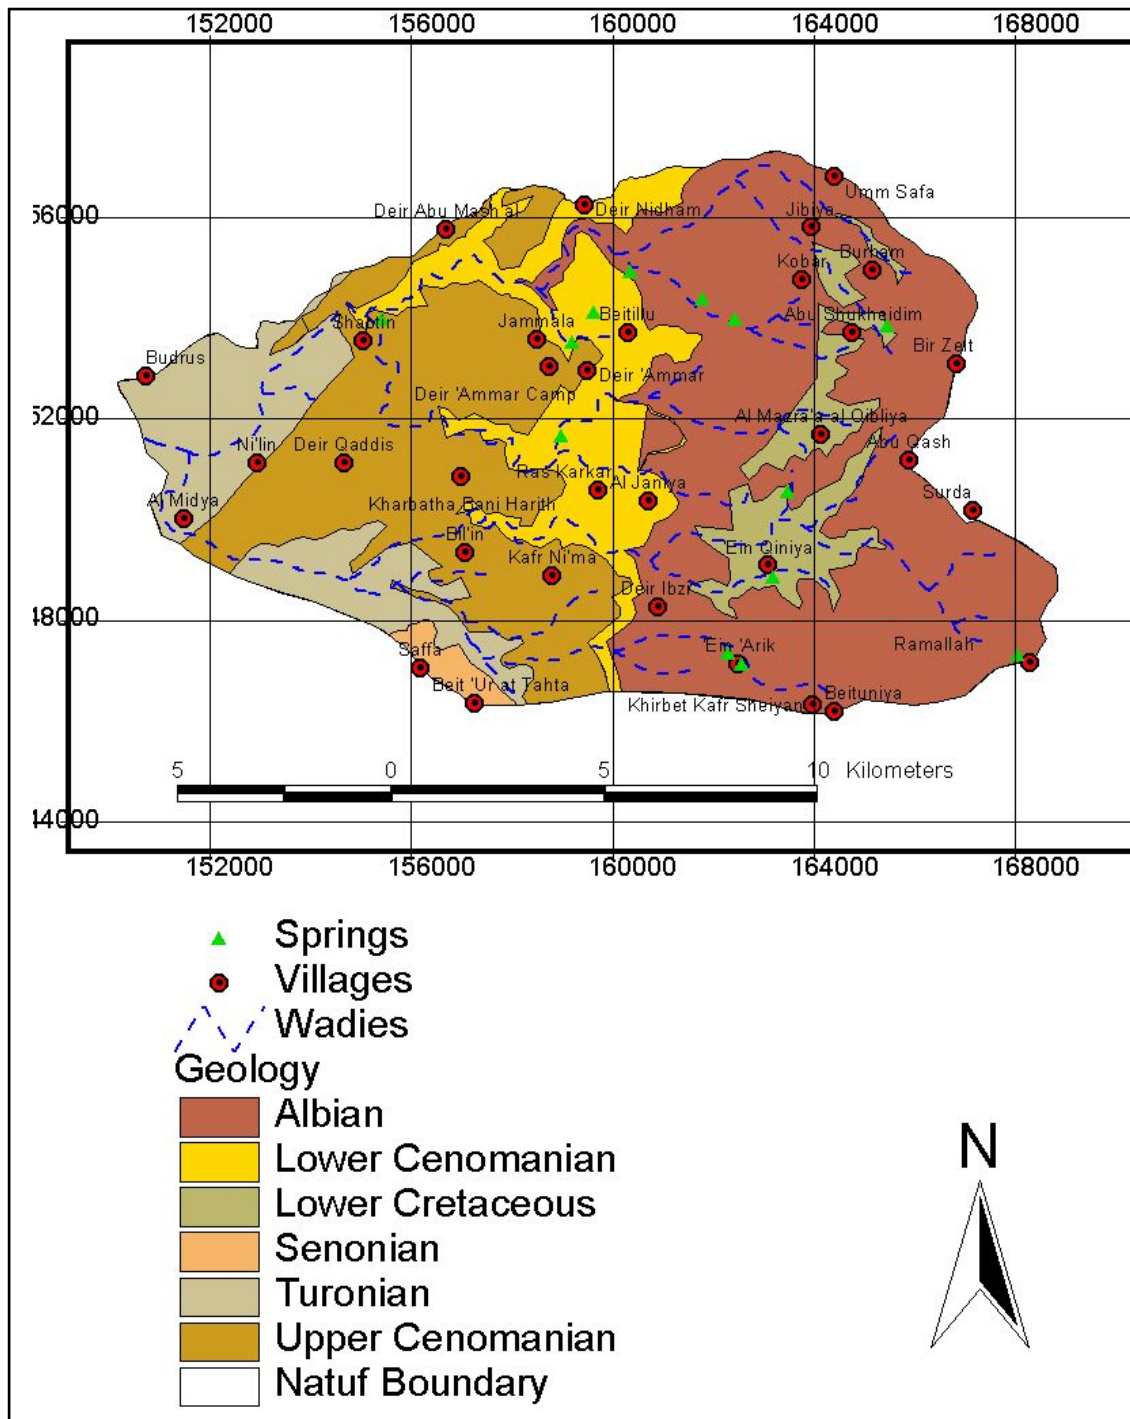 152000 156000 160000 164000 168000
Umm Safa
Deir Abu Mash'al Deir Nidham Jibiya
56000
Kobar Burham
Shabtin Jammala Beitillu Abu Shukheidim
Budrus Bir Zeit
Deir 'Ammar
Deir 'Ammar Camp
52000 Al Mazra'a al Qibliya
Ni'lin Deir Qaddis Abu Qash
Ras Karkar Al Janiya
Al Midya Kharbatha Bani Harith Surda
Bil'in
Kafr Ni'ma 'Ein Qiniya
Deir Ibzi'
48000
Saffa 'Ein 'Arik Ramallah
Beit 'Ur at Tahta
Khirbet Kafr Sheiyan Beituniya
5 0 5 10 Kilometers
44000
152000 156000 160000 164000 168000
Springs
Villages
Wadies
Geology
Albian
Lower Cenomanian
Lower Cretaceous
Senonian
Turonian
Upper Cenomanian
Natuf Boundary
N